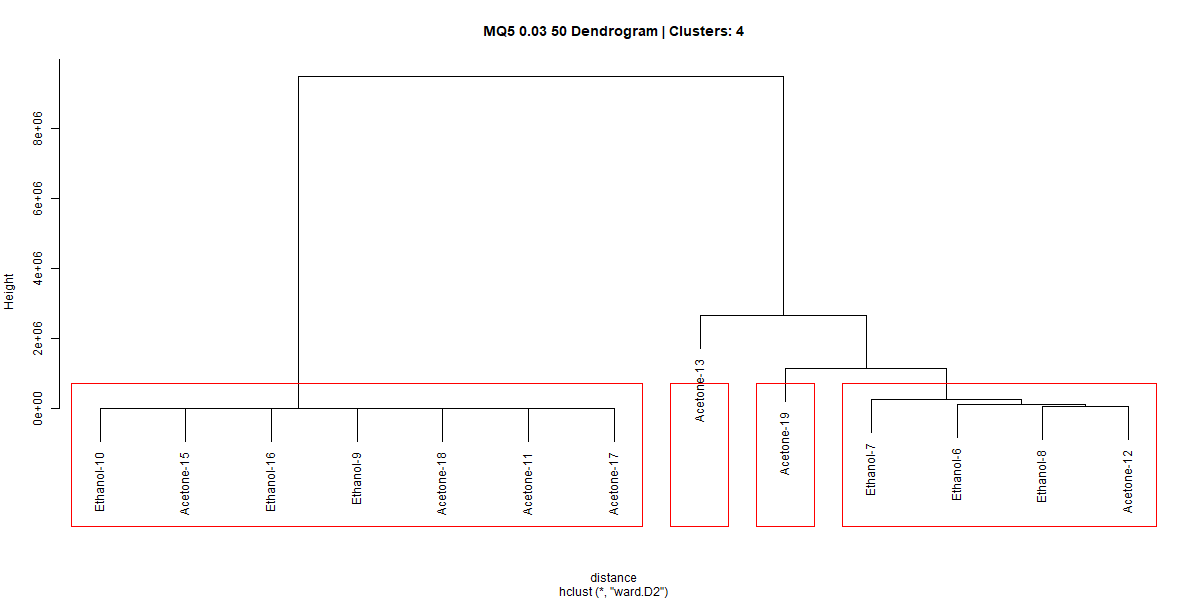 MQ5 0.03 50 Dendrogram | Clusters: 4
Height
8e+06
6e+06
4e+06
2e+06
0e+00
Ethanol-10
Acetone-15
Ethanol-16
Ethanol-9
Acetone-18
Acetone-11
Acetone-17
Acetone-13
Acetone-19
Ethanol-7
Ethanol-6
Ethanol-8
Acetone-12
distance
hclust (*, "ward.D2")